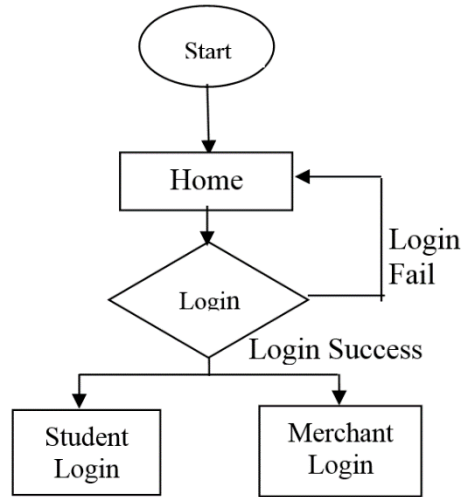 Start
Home
Login
Fail
Login
Login Success
Student
Login
Merchant
Login